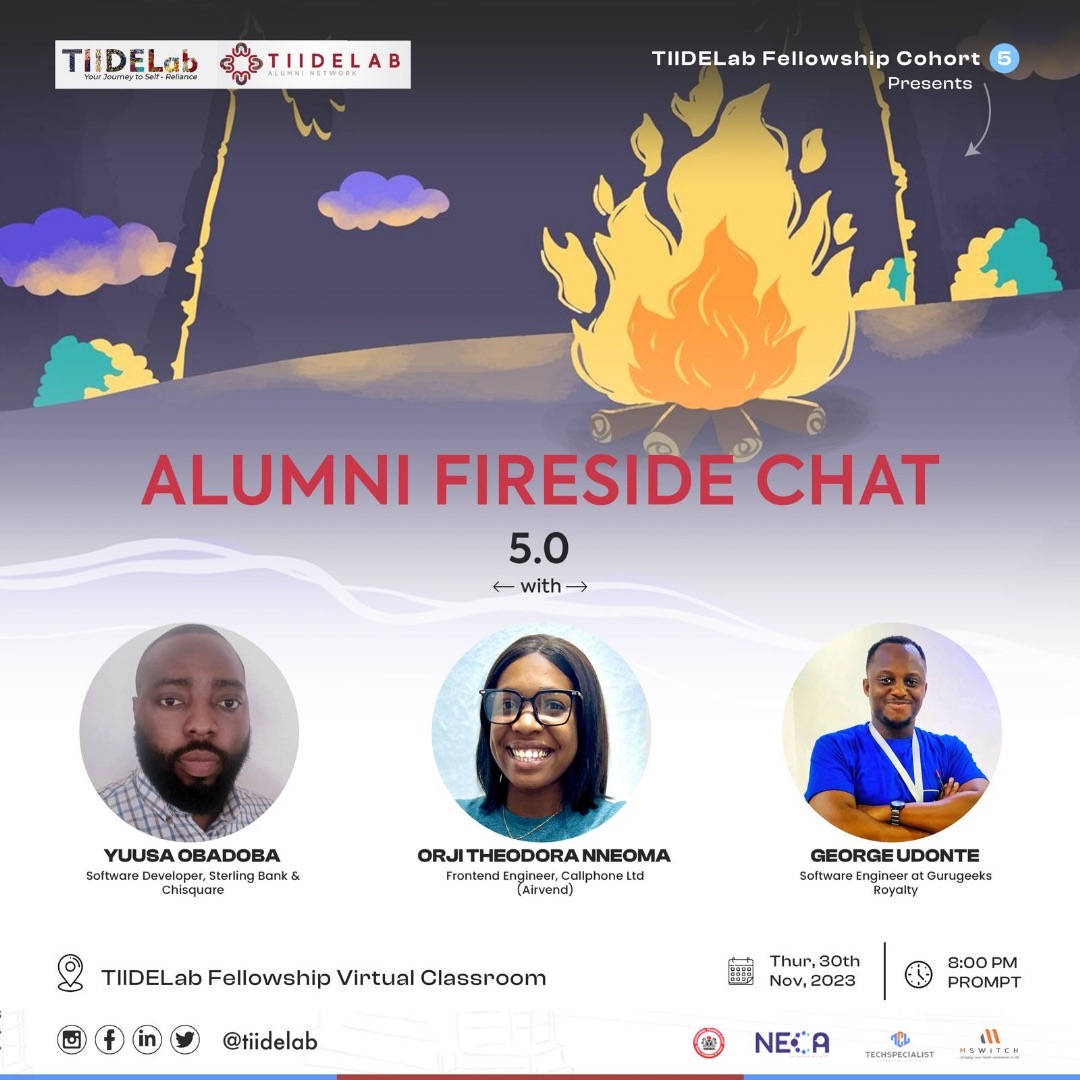 TIIDELab
Your Journey to Self - Reliance
TIIDELAB
ALUMNI NETWORK
TIIDELab Fellowship Cohort 5
Presents
ALUMNI FIRESIDE CHAT
5.0
with
YUUSA OBADOBA
Software Developer, Sterling Bank &
Chisquare
ORJI THEODORA NNEOMA
Frontend Engineer, Callphone Ltd
(Airvend)
GEORGE UDONTE
Software Engineer at Gurugeeks
Royalty
TIIDELab Fellowship Virtual Classroom
Thur, 30th
Nov, 2023
8:00 PM
PROMPT
@tiidelab
NECA
TCL
TECHSPECIALIST
MSWITCH